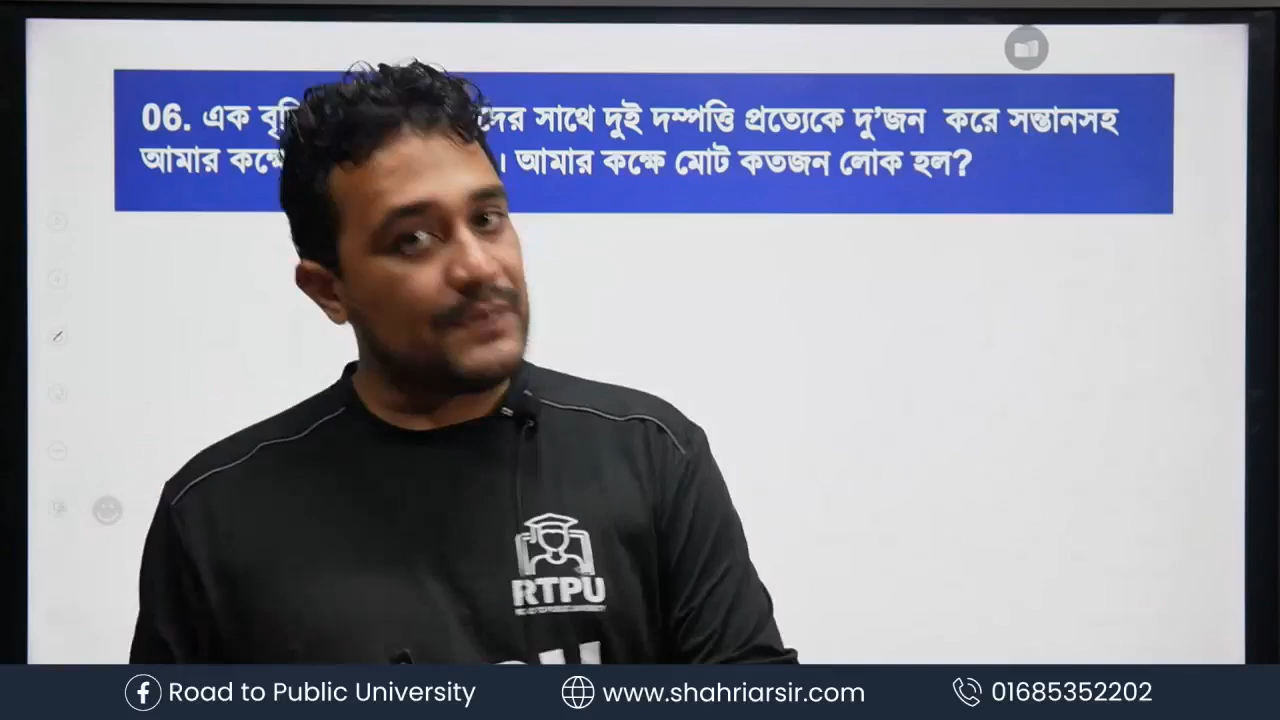 06. এক দের সাথে দুই দম্পত্তি প্রত্যেকে দু'জন করে সন্তানসহ
আমার কক্ষে । আমার কক্ষে মোট কতজন লোক হল?
RTPU
Road to Public University
www.shahriarsir.com
01685352202